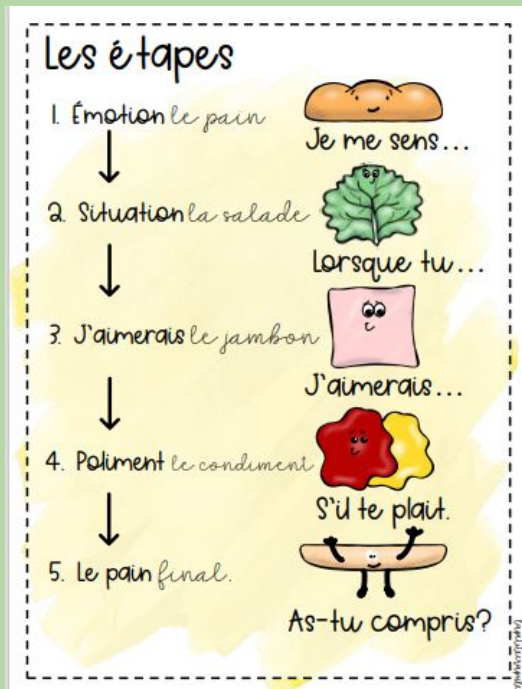 Les étapes
1. Émotion le pain
Je me sens...
2. Situation la salade
Lorsque tu...
3. J'aimerais le jambon
J'aimerais...
4. Poliment le condiment
S'il te plait.
5. Le pain final.
As-tu compris?